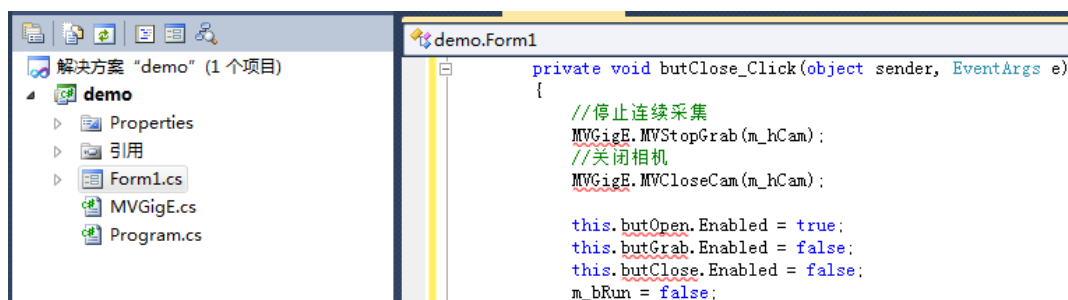 解决方案 “demo” (1 个项目)
demo
Properties
引用
Form1.cs
MVGigE.cs
Program.cs
demo.Form1
private void butClose_Click(object sender, EventArgs e)
{
//停止连续采集
MVGigE.MVStopGrab(m_hCam);
//关闭相机
MVGigE.MVCloseCam(m_hCam);
this.butOpen.Enabled = true;
this.butGrab.Enabled = false;
this.butClose.Enabled = false;
m_bRun = false;